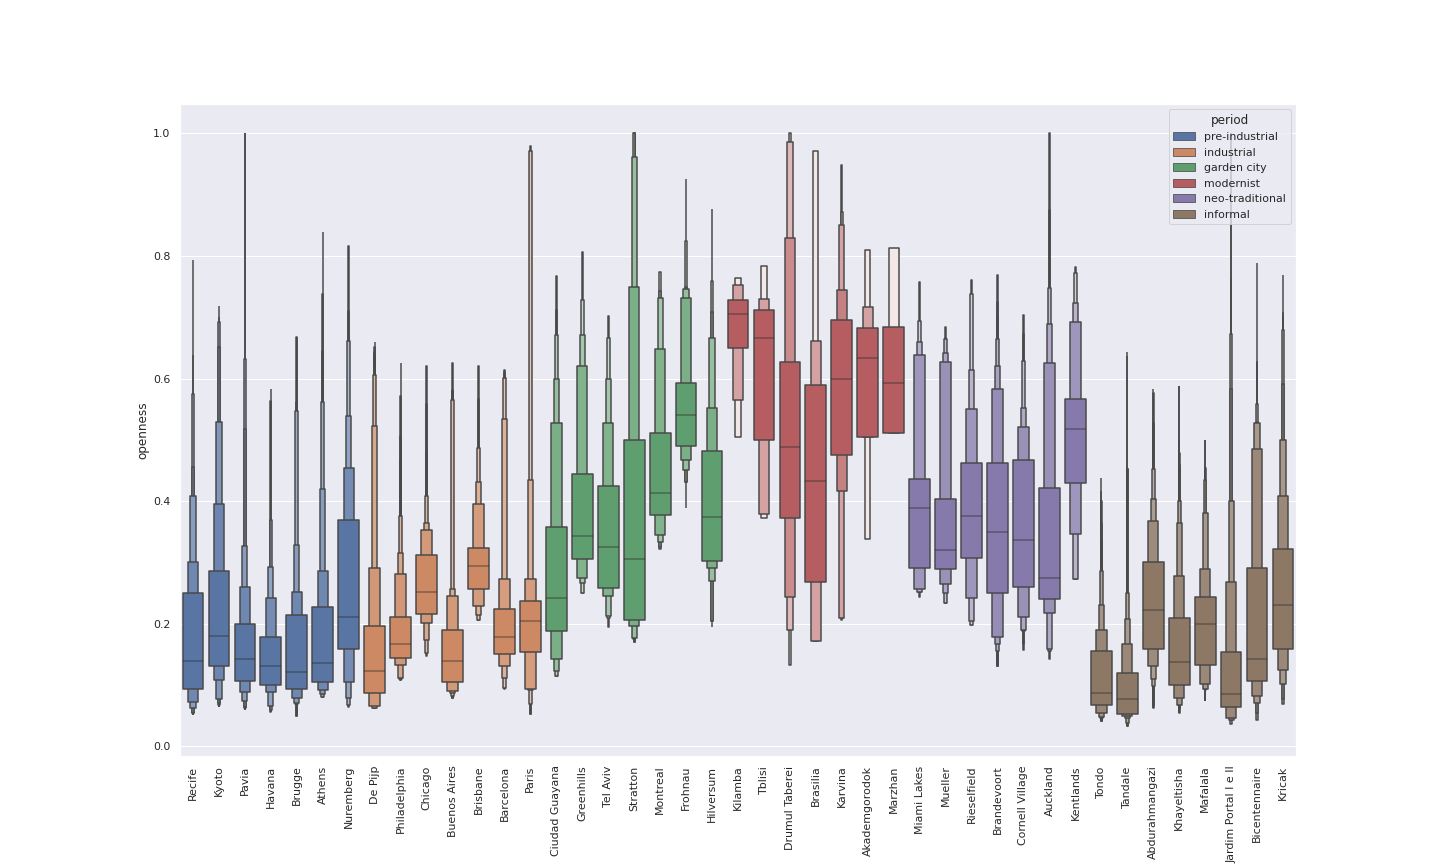 period
pre-industrial
industrial
garden city
modernist
neo-traditional
informal
openness
1.0
0.8
0.6
0.4
0.2
0.0
Recife
Kyoto
Pavia
Havana
Brugge
Athens
Nuremberg
De Pijp
Philadelphia
Chicago
Buenos Aires
Brisbane
Barcelona
Paris
Ciudad Guayana
Greenhills
Tel Aviv
Stratton
Montreal
Frohnau
Hilversum
Kilamba
Tblisi
Drumul Taberei
Brasilia
Karvina
Akademgorodok
Marzhan
Miami Lakes
Mueller
Rieselfield
Brandevoort
Cornell Village
Auckland
Kentlands
Tondo
Tandale
Abdurahmangazi
Khayeltisha
Mafalala
Jardim Portal I e II
Bicentennaire
Kricak